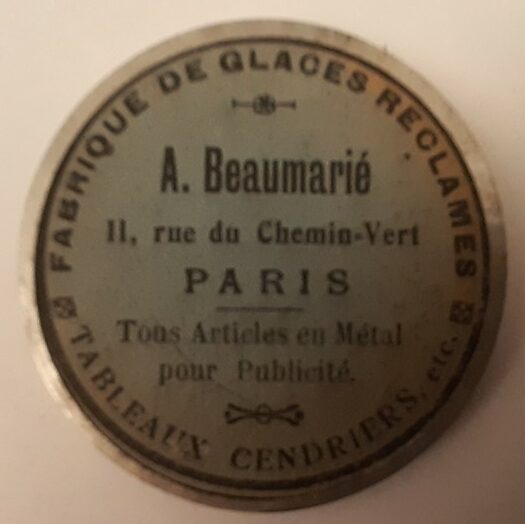 FABRIQUE DE GLACES RECLAMES
A. Beaumarié
11, rue du Chemin-Vert
PARIS
Tous Articles en Métal
pour Publicité.
TABLEAUX CENDRIERS, etc.